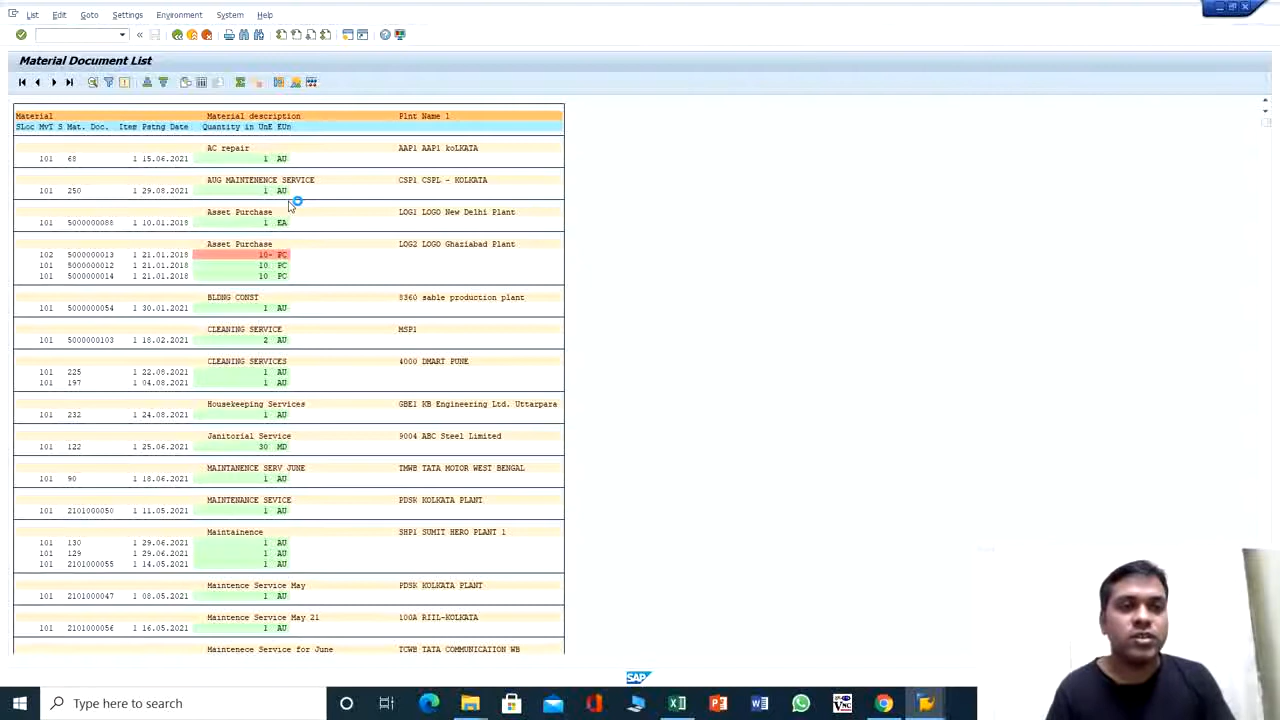 List Edit Goto Settings Environment System Help
Material Document List
Material Material description Plnt Name 1
SLoc MvT S Mat. Doc. Item Pstng Date Quantity in UnE EUn
AC repair AAP1 AAP1 koLKATA
101 68 1 15.06.2021 1 AU
AUG MAINTENENCE SERVICE CSP1 CSPL - KOLKATA
101 250 1 29.08.2021 1 AU
Asset Purchase LOG1 LOGO New Delhi Plant
101 5000000088 1 10.01.2018 1 EA
Asset Purchase LOG2 LOGO Ghaziabad Plant
102 5000000013 1 21.01.2018 10- PC
101 5000000012 1 21.01.2018 10 PC
101 5000000014 1 21.01.2018 10 PC
BLDNG CONST 8360 sable production plant
101 5000000054 1 30.01.2021 1 AU
CLEANING SERVICE MSP1
101 5000000103 1 18.02.2021 2 AU
CLEANING SERVICES 4000 DMART PUNE
101 225 1 22.08.2021 1 AU
101 197 1 04.08.2021 1 AU
Housekeeping Services GBE1 KB Engineering Ltd. Uttarpara
101 232 1 24.08.2021 1 AU
Janitorial Service 9004 ABC Steel Limited
101 122 1 25.06.2021 30 MD
MAINTANENCE SERV JUNE TMWB TATA MOTOR WEST BENGAL
101 90 1 18.06.2021 1 AU
MAINTENANCE SEVICE PDSK KOLKATA PLANT
101 2101000050 1 11.05.2021 1 AU
Maintainence SHP1 SUMIT HERO PLANT 1
101 130 1 29.06.2021 1 AU
101 129 1 29.06.2021 1 AU
101 2101000055 1 14.05.2021 1 AU
Maintence Service May PDSK KOLKATA PLANT
101 2101000047 1 08.05.2021 1 AU
Maintence Service May 21 100A RIIL-KOLKATA
101 2101000056 1 16.05.2021 1 AU
Maintenece Service for June TCWB TATA COMMUNICATION WB
SAP
Type here to search